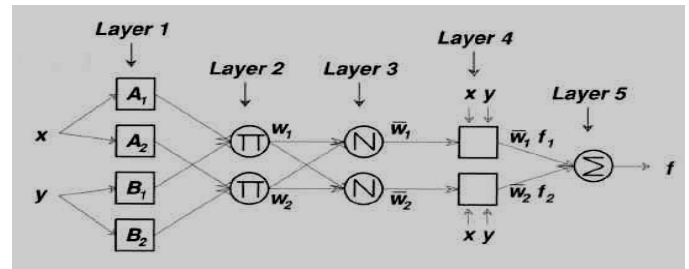 Layer 1
Layer 2
Layer 3
Layer 4
Layer 5
x y
A₁
A₂
B₁
B₂
x
y
Π
Π
w₁
w₂
N
N
w̅₁
w̅₂
w̅₁ f₁
w̅₂ f₂
x y
Σ
f